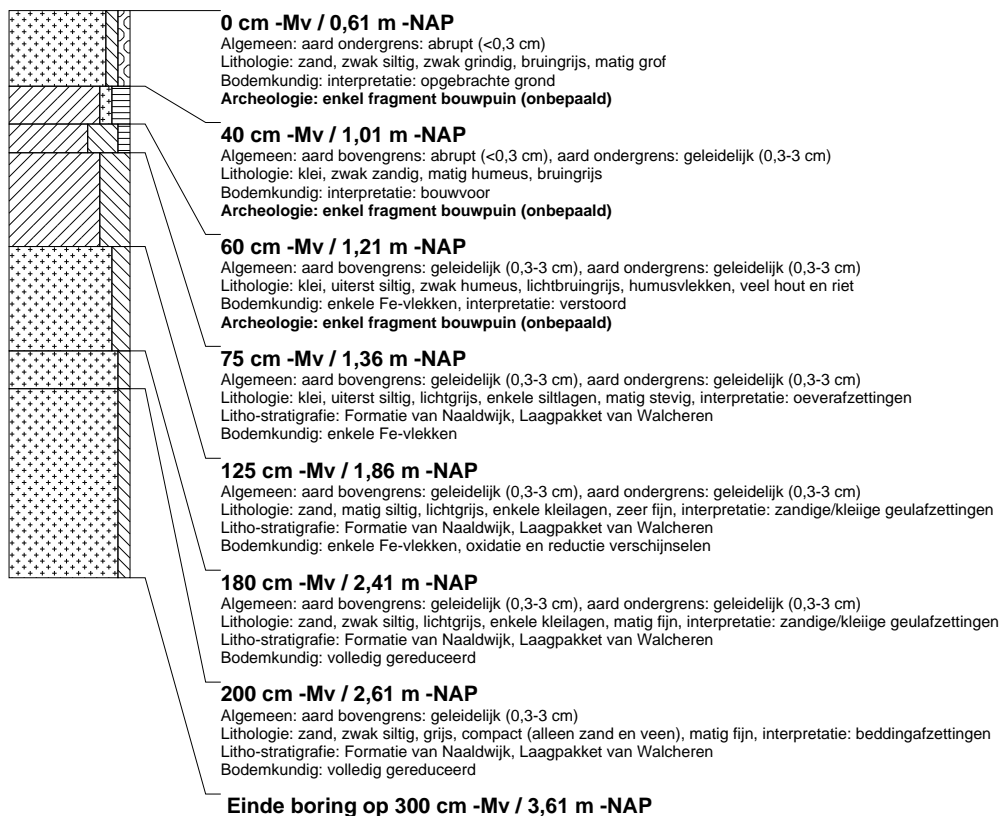 0 cm -Mv / 0,61 m -NAP
Algemeen: aard ondergrens: abrupt (<0,3 cm)
Lithologie: zand, zwak siltig, zwak grindig, bruingrijs, matig grof
Bodemkundig: interpretatie: opgebrachte grond
Archeologie: enkel fragment bouwpuin (onbepaald)
40 cm -Mv / 1,01 m -NAP
Algemeen: aard bovengrens: abrupt (<0,3 cm), aard ondergrens: geleidelijk (0,3-3 cm)
Lithologie: klei, zwak zandig, matig humeus, bruingrijs
Bodemkundig: interpretatie: bouwvoor
Archeologie: enkel fragment bouwpuin (onbepaald)
60 cm -Mv / 1,21 m -NAP
Algemeen: aard bovengrens: geleidelijk (0,3-3 cm), aard ondergrens: geleidelijk (0,3-3 cm)
Lithologie: klei, uiterst siltig, zwak humeus, lichtbruingrijs, humusvlekken, veel hout en riet
Bodemkundig: enkele Fe-vlekken, interpretatie: verstoord
Archeologie: enkel fragment bouwpuin (onbepaald)
75 cm -Mv / 1,36 m -NAP
Algemeen: aard bovengrens: geleidelijk (0,3-3 cm), aard ondergrens: geleidelijk (0,3-3 cm)
Lithologie: klei, uiterst siltig, lichtgrijs, enkele siltlagen, matig stevig, interpretatie: oeverafzettingen
Litho-stratigrafie: Formatie van Naaldwijk, Laagpakket van Walcheren
Bodemkundig: enkele Fe-vlekken
125 cm -Mv / 1,86 m -NAP
Algemeen: aard bovengrens: geleidelijk (0,3-3 cm), aard ondergrens: geleidelijk (0,3-3 cm)
Lithologie: zand, matig siltig, lichtgrijs, enkele kleilagen, zeer fijn, interpretatie: zandige/kleiige geulafzettingen
Litho-stratigrafie: Formatie van Naaldwijk, Laagpakket van Walcheren
Bodemkundig: enkele Fe-vlekken, oxidatie en reductie verschijnselen
180 cm -Mv / 2,41 m -NAP
Algemeen: aard bovengrens: geleidelijk (0,3-3 cm), aard ondergrens: geleidelijk (0,3-3 cm)
Lithologie: zand, zwak siltig, lichtgrijs, enkele kleilagen, matig fijn, interpretatie: zandige/kleiige geulafzettingen
Litho-stratigrafie: Formatie van Naaldwijk, Laagpakket van Walcheren
Bodemkundig: volledig gereduceerd
200 cm -Mv / 2,61 m -NAP
Algemeen: aard bovengrens: geleidelijk (0,3-3 cm)
Lithologie: zand, zwak siltig, grijs, compact (alleen zand en veen), matig fijn, interpretatie: beddingafzettingen
Litho-stratigrafie: Formatie van Naaldwijk, Laagpakket van Walcheren
Bodemkundig: volledig gereduceerd
Einde boring op 300 cm -Mv / 3,61 m -NAP